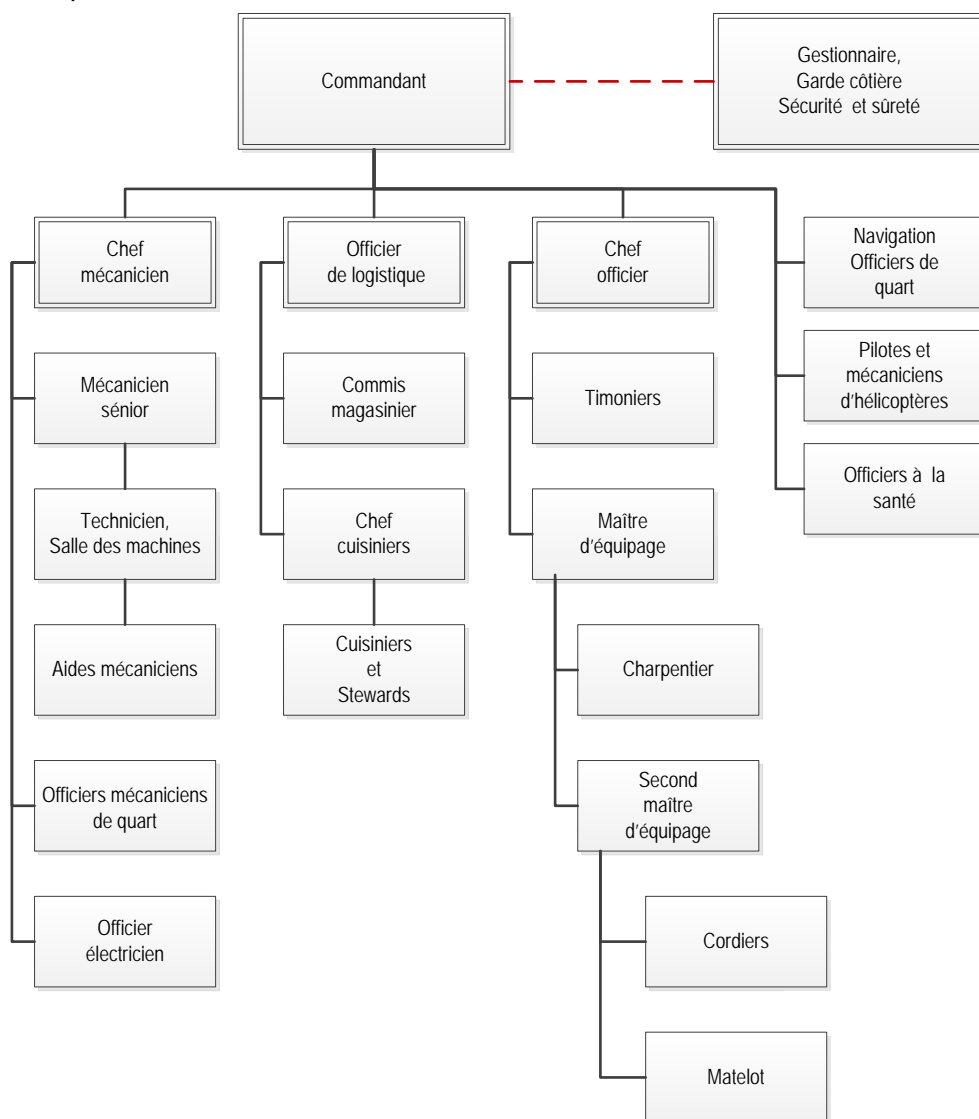 Commandant
Gestionnaire,
Garde côtière
Sécurité et sûreté
Chef
mécanicien
Officier
de logistique
Chef
officier
Navigation
Officiers de
quart
Mécanicien
sénior
Commis
magasinier
Timoniers
Pilotes et
mécaniciens
d'hélicoptères
Technicien,
Salle des machines
Chef
cuisiniers
Maître
d'équipage
Officiers à la
santé
Aides mécaniciens
Cuisiniers
et
Stewards
Charpentier
Officiers mécaniciens
de quart
Second
maître
d'équipage
Officier
électricien
Cordiers
Matelot